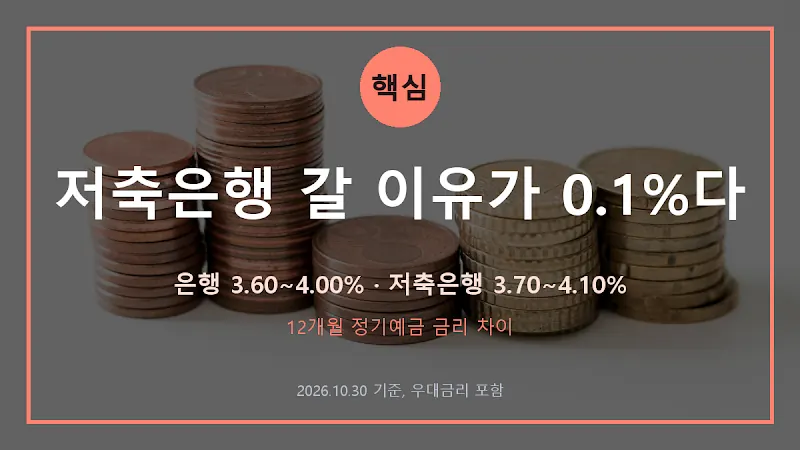 핵심
저축은행 갈 이유가 0.1%다
은행 3.60~4.00% · 저축은행 3.70~4.10%
12개월 정기예금 금리 차이
2026.10.30 기준, 우대금리 포함